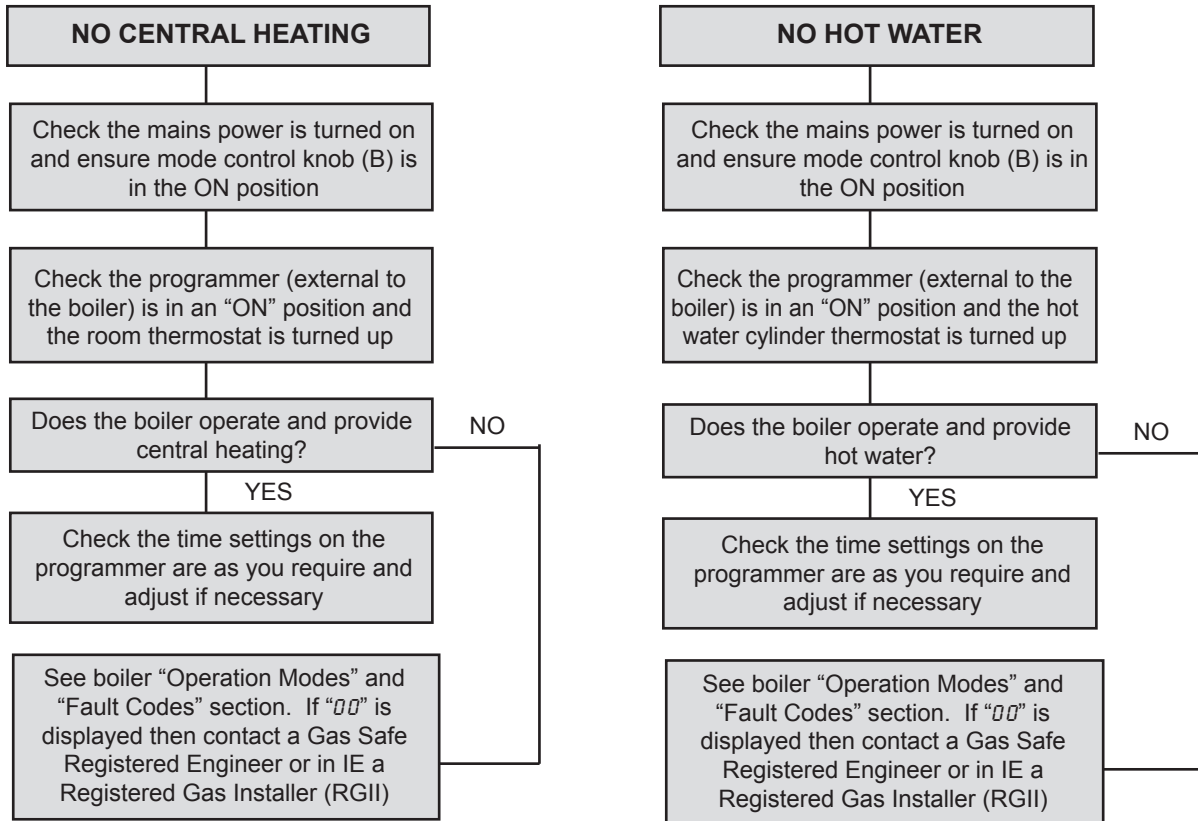 NO CENTRAL HEATING
Check the mains power is turned on
and ensure mode control knob (B) is
in the ON position
Check the programmer (external to
the boiler) is in an “ON” position and
the room thermostat is turned up
Does the boiler operate and provide
central heating?
NO
YES
Check the time settings on the
programmer are as you require and
adjust if necessary
See boiler “Operation Modes” and
“Fault Codes” section. If “00” is
displayed then contact a Gas Safe
Registered Engineer or in IE a
Registered Gas Installer (RGII)
NO HOT WATER
Check the mains power is turned on
and ensure mode control knob (B) is in
the ON position
Check the programmer (external to the
boiler) is in an “ON” position and the hot
water cylinder thermostat is turned up
Does the boiler operate and provide
hot water?
NO
YES
Check the time settings on the
programmer are as you require and
adjust if necessary
See boiler “Operation Modes” and
“Fault Codes” section. If “00” is
displayed then contact a Gas Safe
Registered Engineer or in IE a
Registered Gas Installer (RGII)